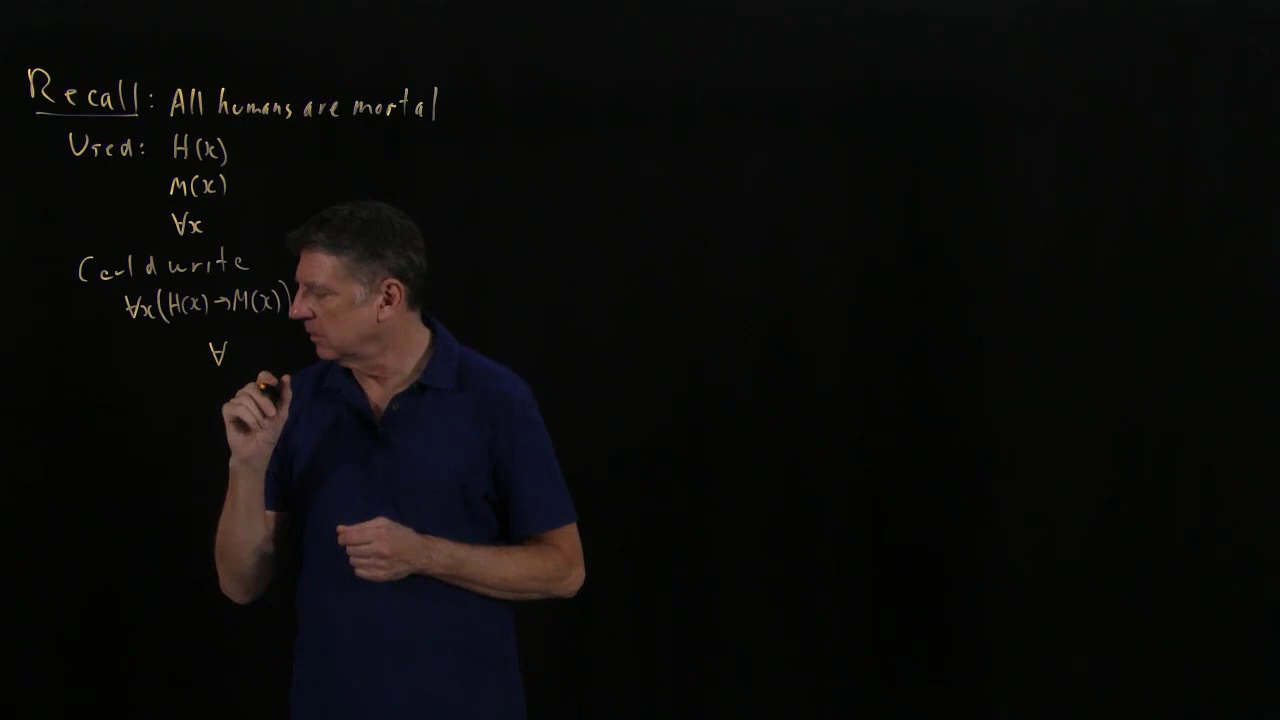 Recall: All humans are mortal
Used: H(x)
M(x)
∀x
Could write
∀x(H(x)→M(x))
∀